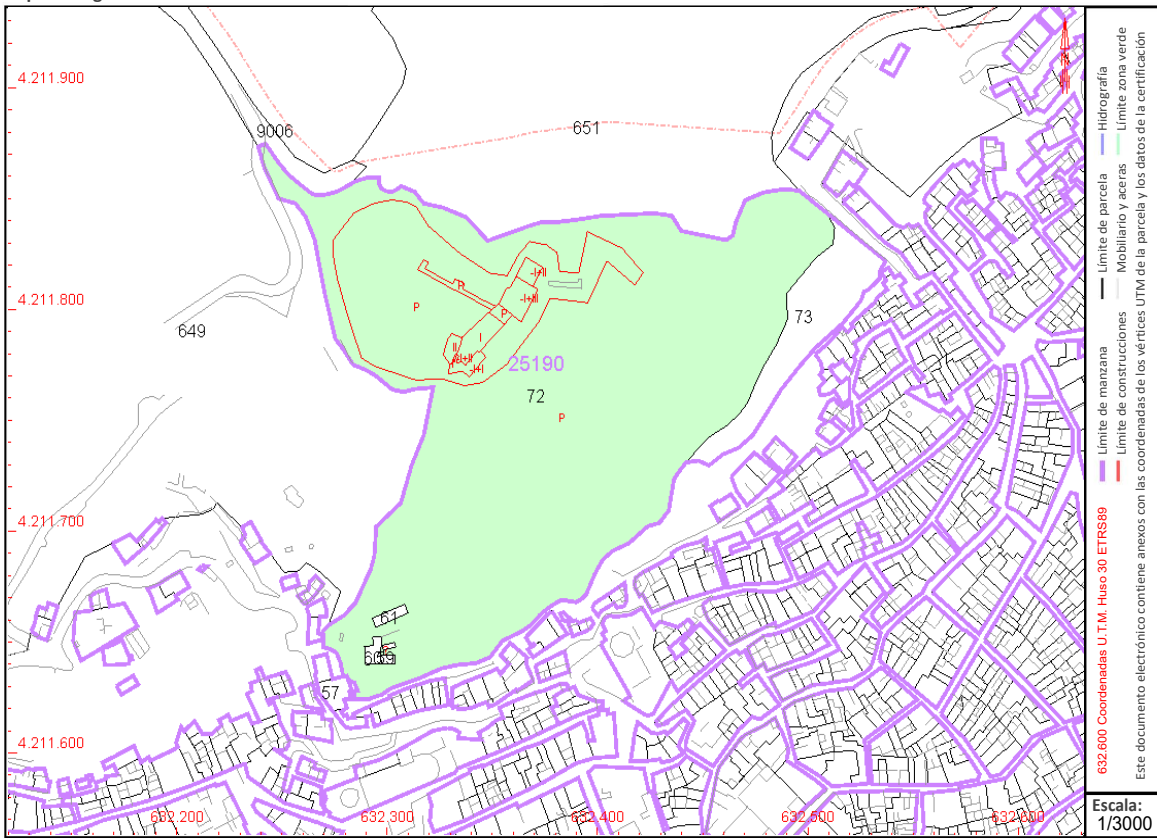 4.211.900
9006
651
4.211.800
649
-I+II
-I+III
P
P
P
I
II
-I+I
25190
72
73
P
4.211.700
61
57
4.211.600
632.200
632.300
632.400
632.500
632.600
632.600 Coordenadas U.T.M. Huso 30 ETRS89
Límite de manzana
Límite de parcela
Hidrografía
Límite de construcciones
Mobiliario y aceras
Límite zona verde
Este documento electrónico contiene anexos con las coordenadas de los vértices UTM de la parcela y los datos de la certificación
Escala:
1/3000